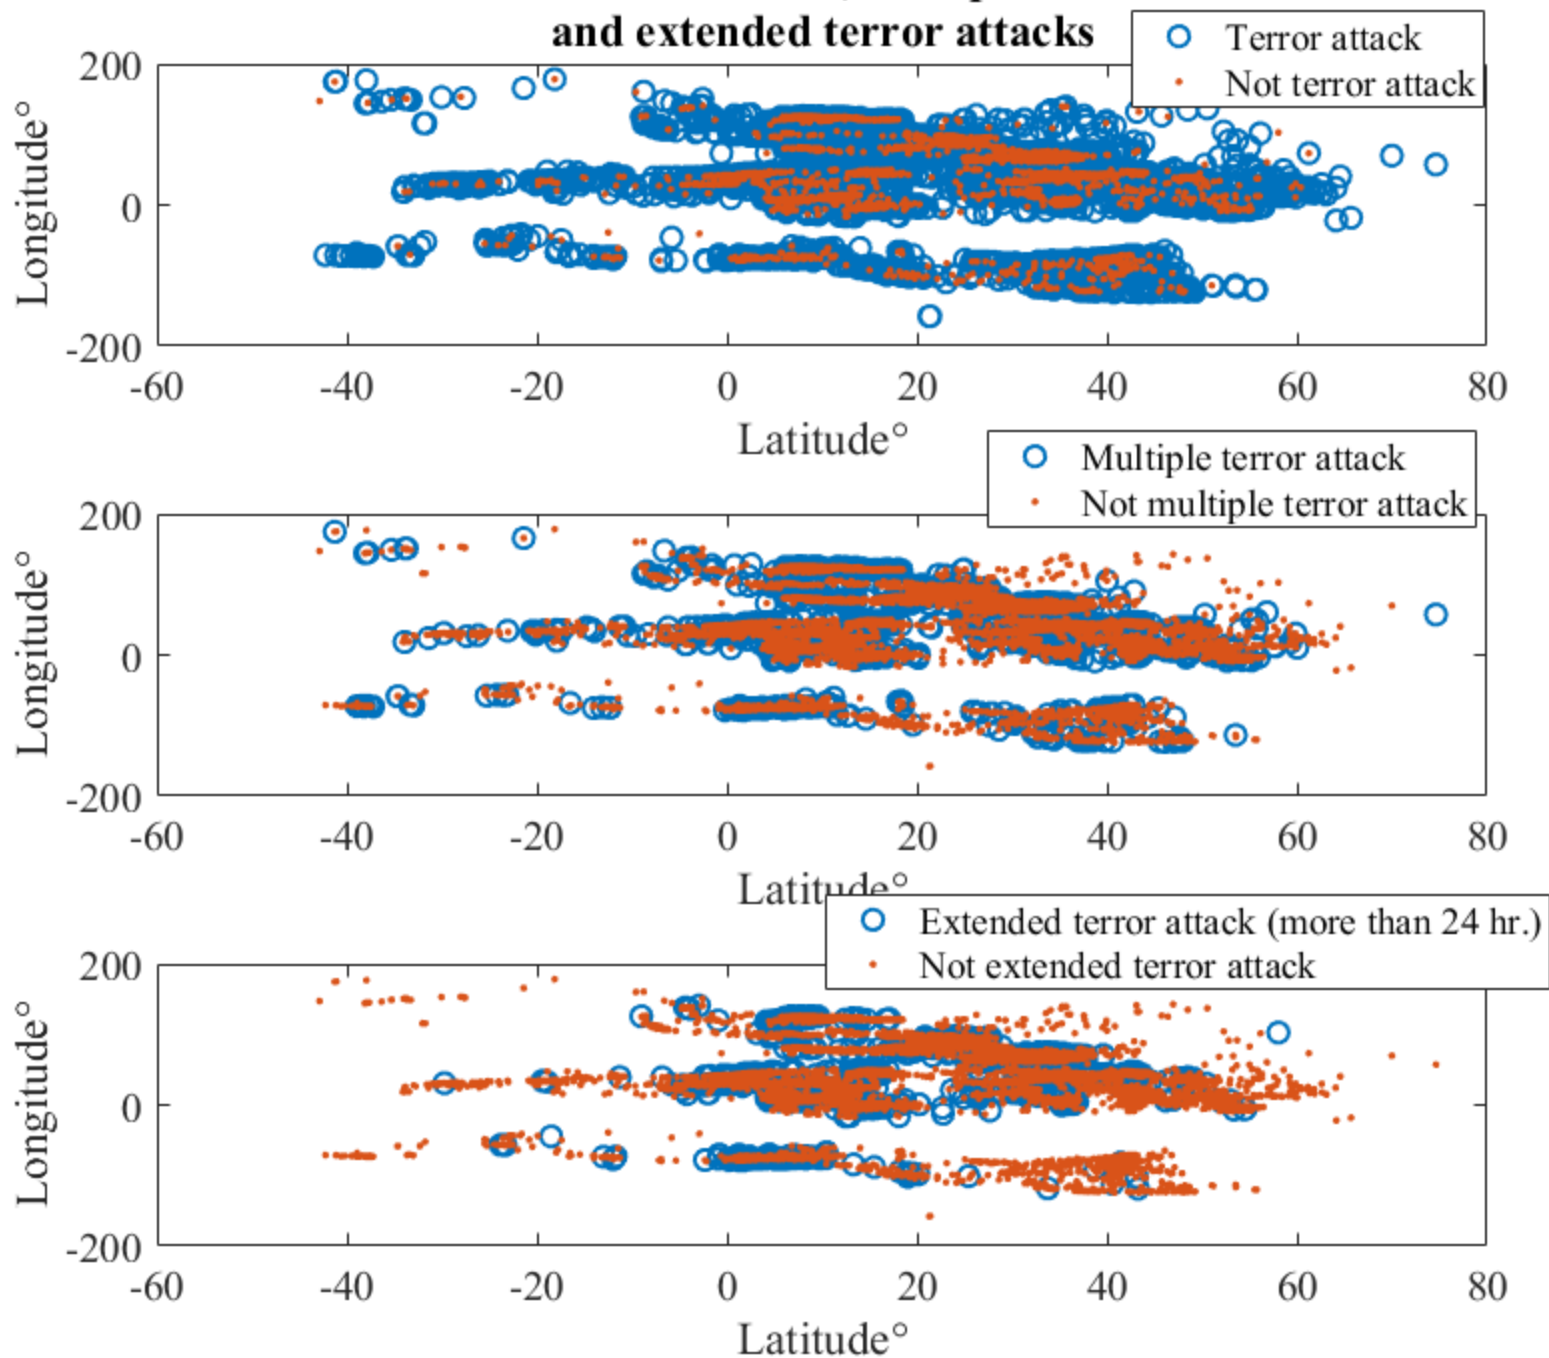 and extended terror attacks
Terror attack
Not terror attack
200
0
-200
Longitude°
-60 -40 -20 0 20 40 60 80
Latitude°
Multiple terror attack
Not multiple terror attack
200
0
-200
Longitude°
-60 -40 -20 0 20 40 60 80
Latitude°
Extended terror attack (more than 24 hr.)
Not extended terror attack
200
0
-200
Longitude°
-60 -40 -20 0 20 40 60 80
Latitude°